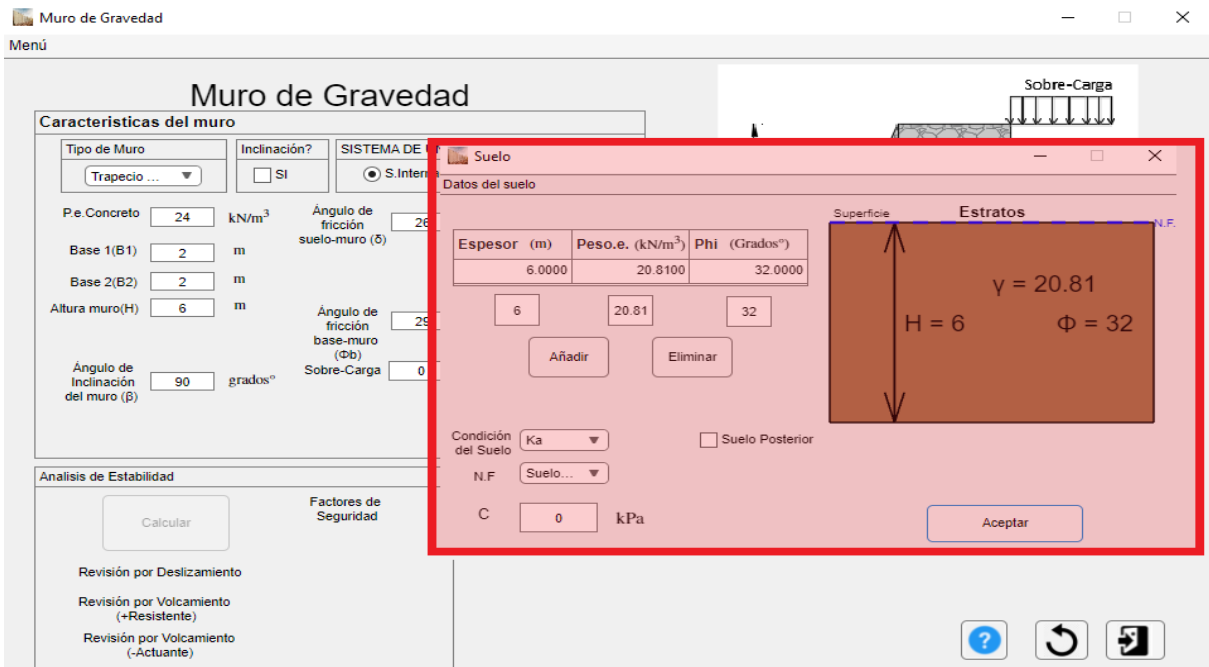 Muro de Gravedad
Menú
Muro de Gravedad
Caracteristicas del muro
Tipo de Muro
Trapecio ...
Inclinación?
SI
SISTEMA DE
S.Interna
P.e.Concreto 24 kN/m³
Base 1(B1) 2 m
Base 2(B2) 2 m
Altura muro(H) 6 m
Ángulo de
Inclinación
del muro (β)
90 grados°
Ángulo de
fricción
suelo-muro (δ)
26
Ángulo de
fricción
base-muro
(Φb)
29
Sobre-Carga 0
Sobre-Carga
Suelo
Datos del suelo
Espesor (m) Peso.e. (kN/m³) Phi (Grados°)
6.0000 20.8100 32.0000
6 20.81 32
Añadir Eliminar
Condición
del Suelo
Ka
Suelo Posterior
N.F Suelo...
C 0 kPa
Superficie Estratos
N.F.
γ = 20.81
H = 6 Φ = 32
Aceptar
Analisis de Estabilidad
Calcular
Factores de
Seguridad
Revisión por Deslizamiento
Revisión por Volcamiento
(+Resistente)
Revisión por Volcamiento
(-Actuante)
?